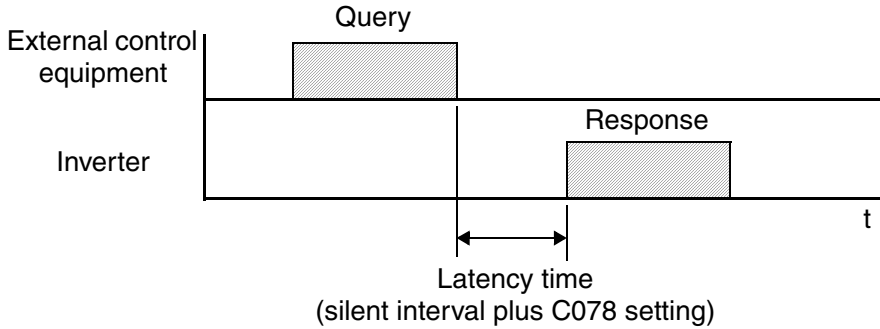 Query
External control
equipment
Response
Inverter
t
Latency time
(silent interval plus C078 setting)